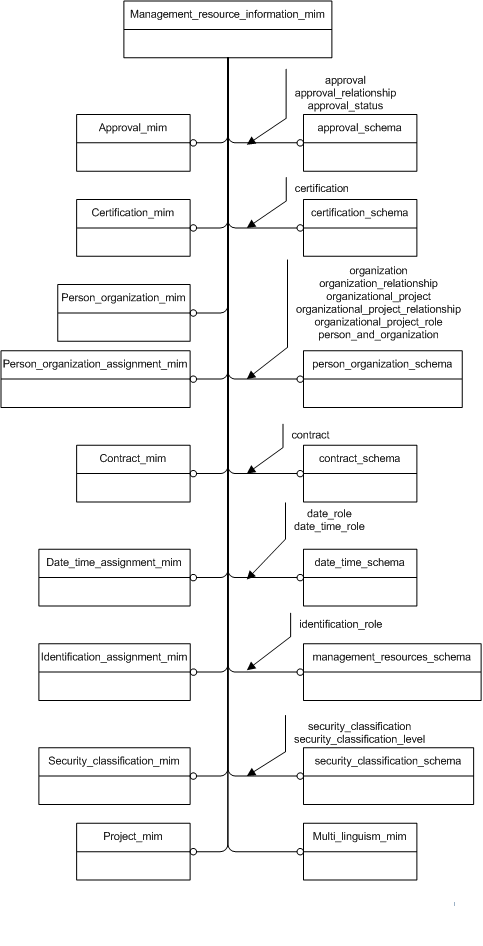 Management_resource_information_mim
approval
approval_relationship
approval_status
Approval_mim
approval_schema
certification
Certification_mim
certification_schema
organization
organization_relationship
organizational_project
organizational_project_relationship
organizational_project_role
person_and_organization
Person_organization_mim
Person_organization_assignment_mim
person_organization_schema
contract
Contract_mim
contract_schema
date_role
date_time_role
Date_time_assignment_mim
date_time_schema
identification_role
Identification_assignment_mim
management_resources_schema
security_classification
security_classification_level
Security_classification_mim
security_classification_schema
Project_mim
Multi_linguism_mim